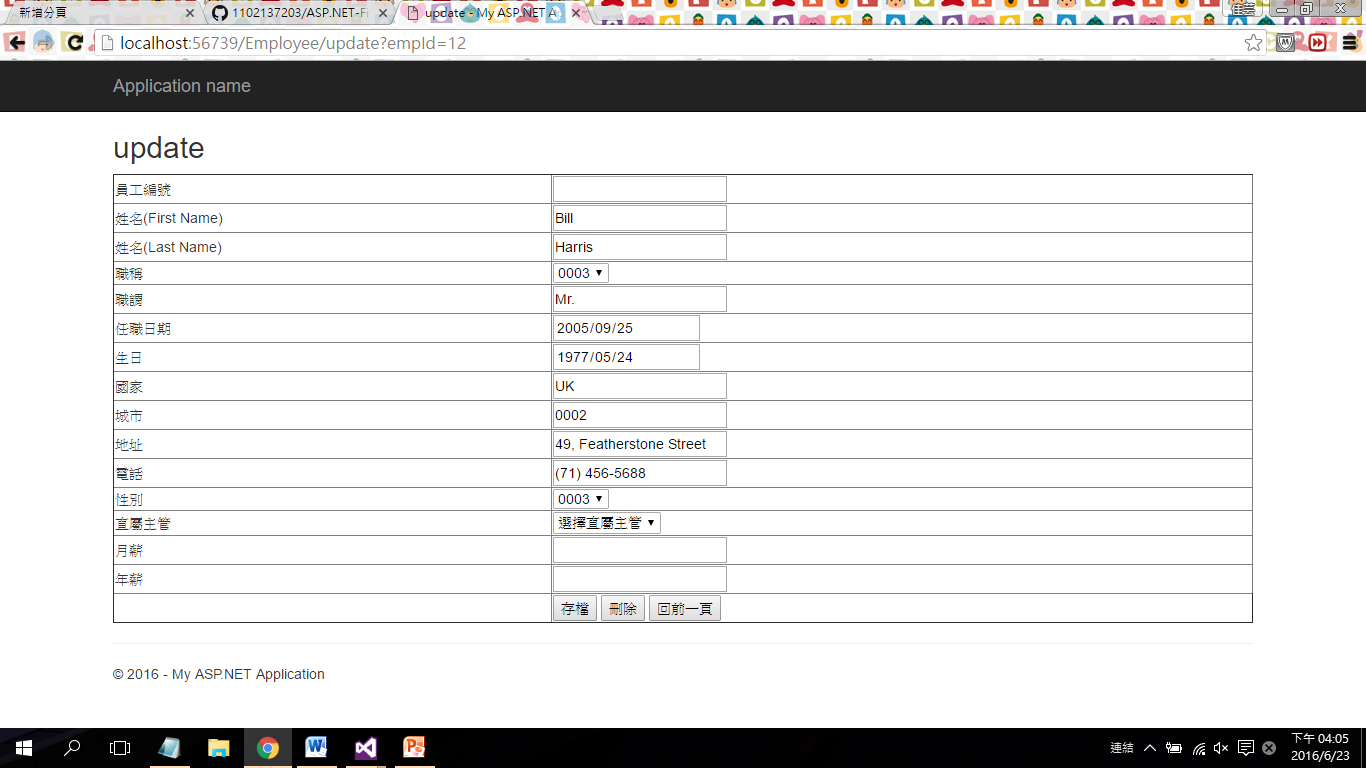 新增分頁
1102137203/ASP.NET-Fi
update - My ASP.NET A
佳芸
localhost:56739/Employee/update?empId=12
Application name
update
員工編號
姓名(First Name) Bill
姓名(Last Name) Harris
職稱 0003
職謂 Mr.
任職日期 2005/09/25
生日 1977/05/24
國家 UK
城市 0002
地址 49, Featherstone Street
電話 (71) 456-5688
性別 0003
直屬主管 選擇直屬主管
月薪
年薪
存檔 刪除 回前一頁
© 2016 - My ASP.NET Application
連結
下午 04:05
2016/6/23